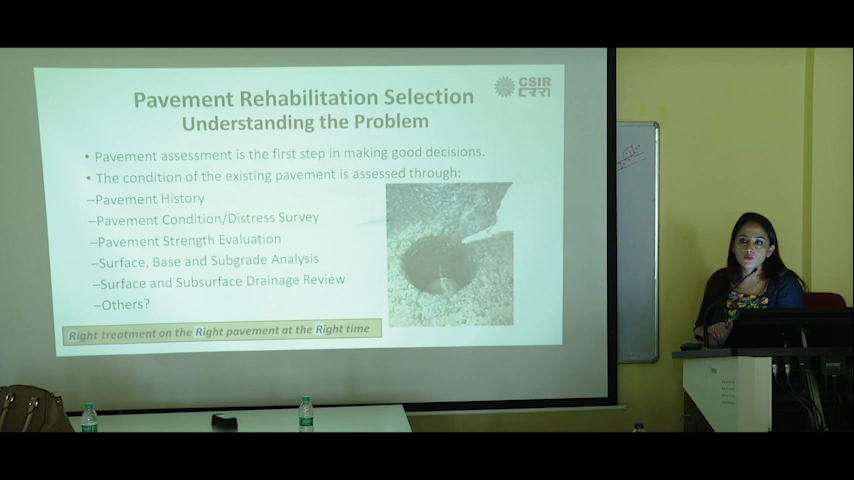 CSIR
Pavement Rehabilitation Selection
Understanding the Problem
• Pavement assessment is the first step in making good decisions.
• The condition of the existing pavement is assessed through:
–Pavement History
–Pavement Condition/Distress Survey
–Pavement Strength Evaluation
–Surface, Base and Subgrade Analysis
–Surface and Subsurface Drainage Review
–Others?
Right treatment on the Right pavement at the Right time